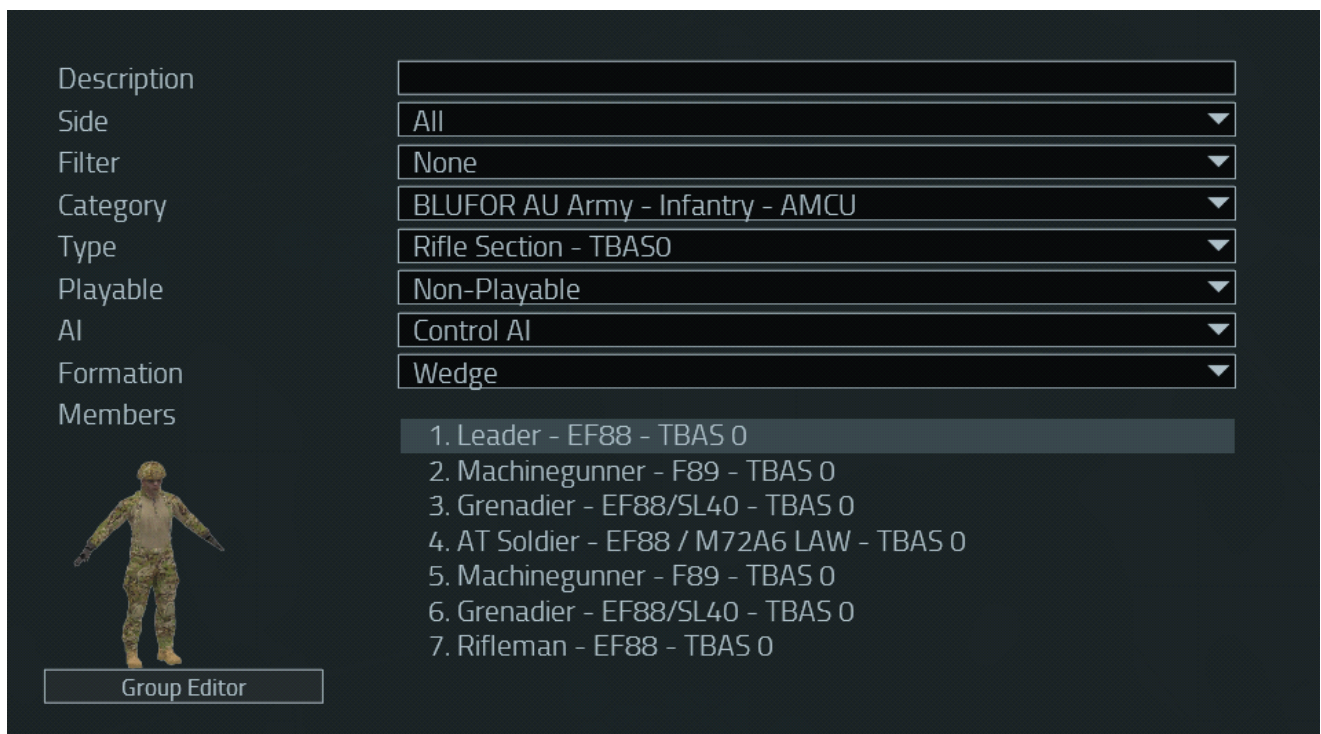 Description
Side All
Filter None
Category BLUFOR AU Army - Infantry - AMCU
Type Rifle Section - TBAS0
Playable Non-Playable
AI Control AI
Formation Wedge
Members
1. Leader - EF88 - TBAS 0
2. Machinegunner - F89 - TBAS 0
3. Grenadier - EF88/SL40 - TBAS 0
4. AT Soldier - EF88 / M72A6 LAW - TBAS 0
5. Machinegunner - F89 - TBAS 0
6. Grenadier - EF88/SL40 - TBAS 0
7. Rifleman - EF88 - TBAS 0
Group Editor